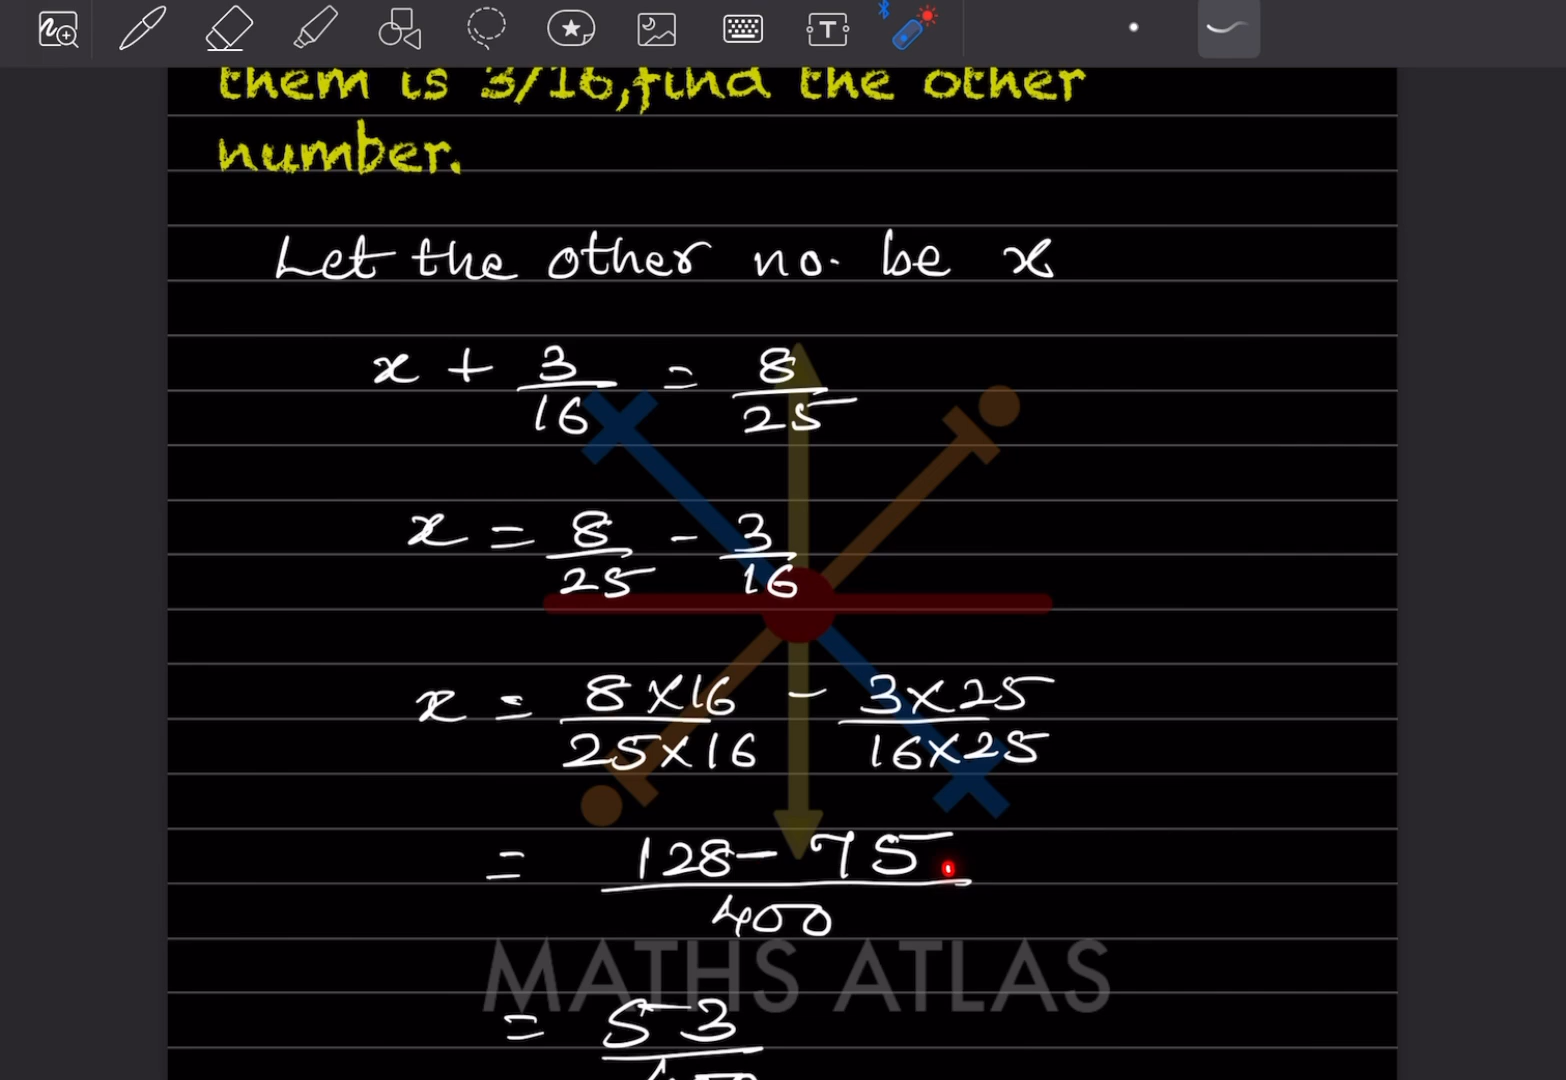 them is 3/16,find the other
number.
Let the other no. be x
x + 3/16 = 8/25
x = 8/25 - 3/16
x = 8×16/25×16 - 3×25/16×25
= 128-75/400
MATHS ATLAS
= 53/400